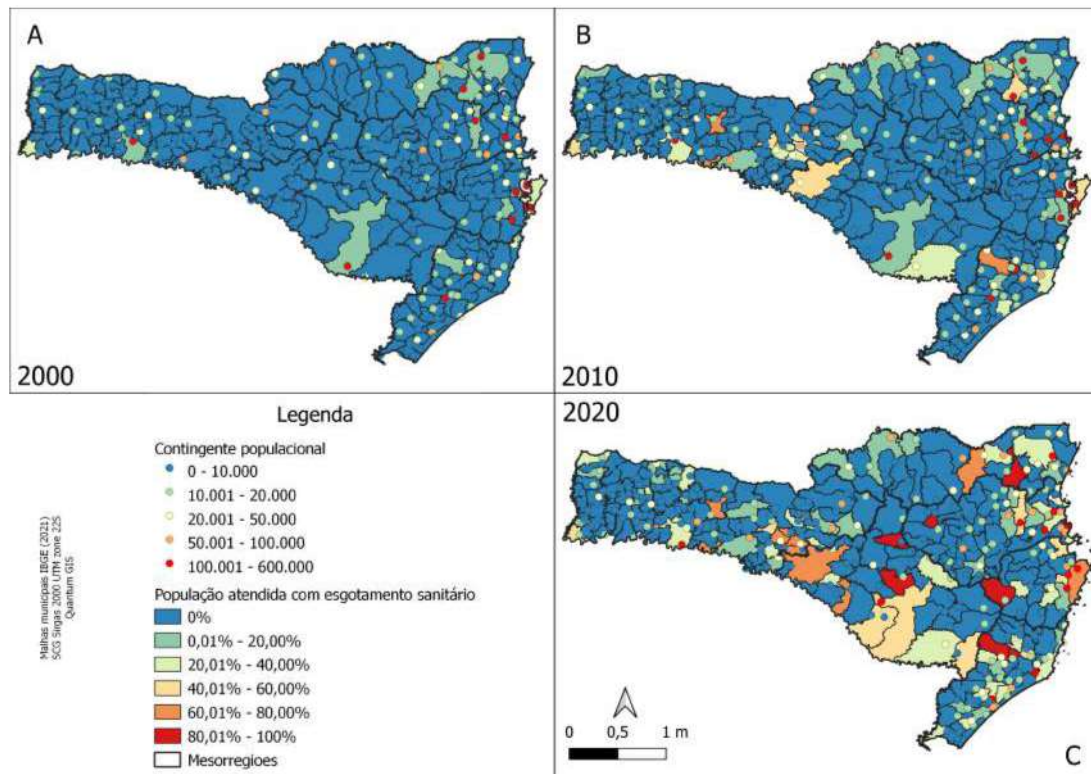 A
2000
B
2010
2020
C
Legenda
Contingente populacional
0 - 10.000
10.001 - 20.000
20.001 - 50.000
50.001 - 100.000
100.001 - 600.000
População atendida com esgotamento sanitário
0%
0,01% - 20,00%
20,01% - 40,00%
40,01% - 60,00%
60,01% - 80,00%
80,01% - 100%
Mesorregioes
Malhas municipais IBGE (2021)
SCG Sirgas 2000 UTM zone 22S
Quantum GIS
0 0,5 1 m